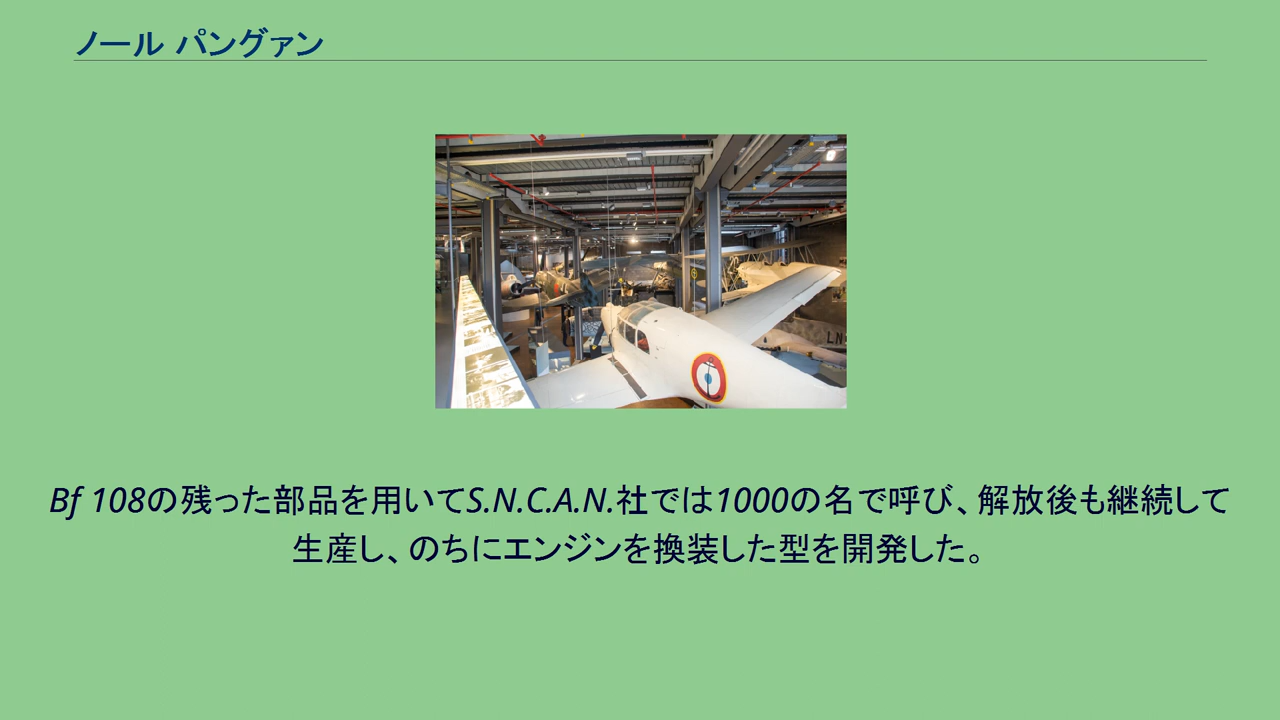 ノール パングァン
LN
Bf 108の残った部品を用いてS.N.C.A.N.社では1000の名で呼び、解放後も継続して
生産し、のちにエンジンを換装した型を開発した。